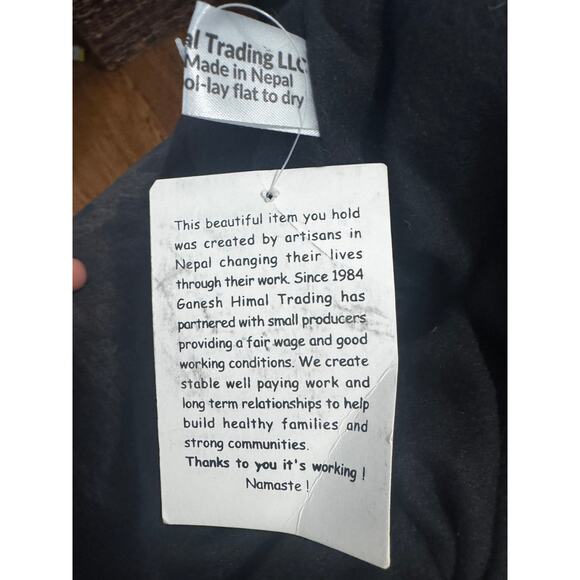 al Trading LLC
Made in Nepal
ol-lay flat to dry
This beautiful item you hold
was created by artisans in
Nepal changing their lives
through their work. Since 1984
Ganesh Himal Trading has
partnered with small producers
providing a fair wage and good
working conditions. We create
stable well paying work and
long term relationships to help
build healthy families and
strong communities.
Thanks to you it's working !
Namaste !